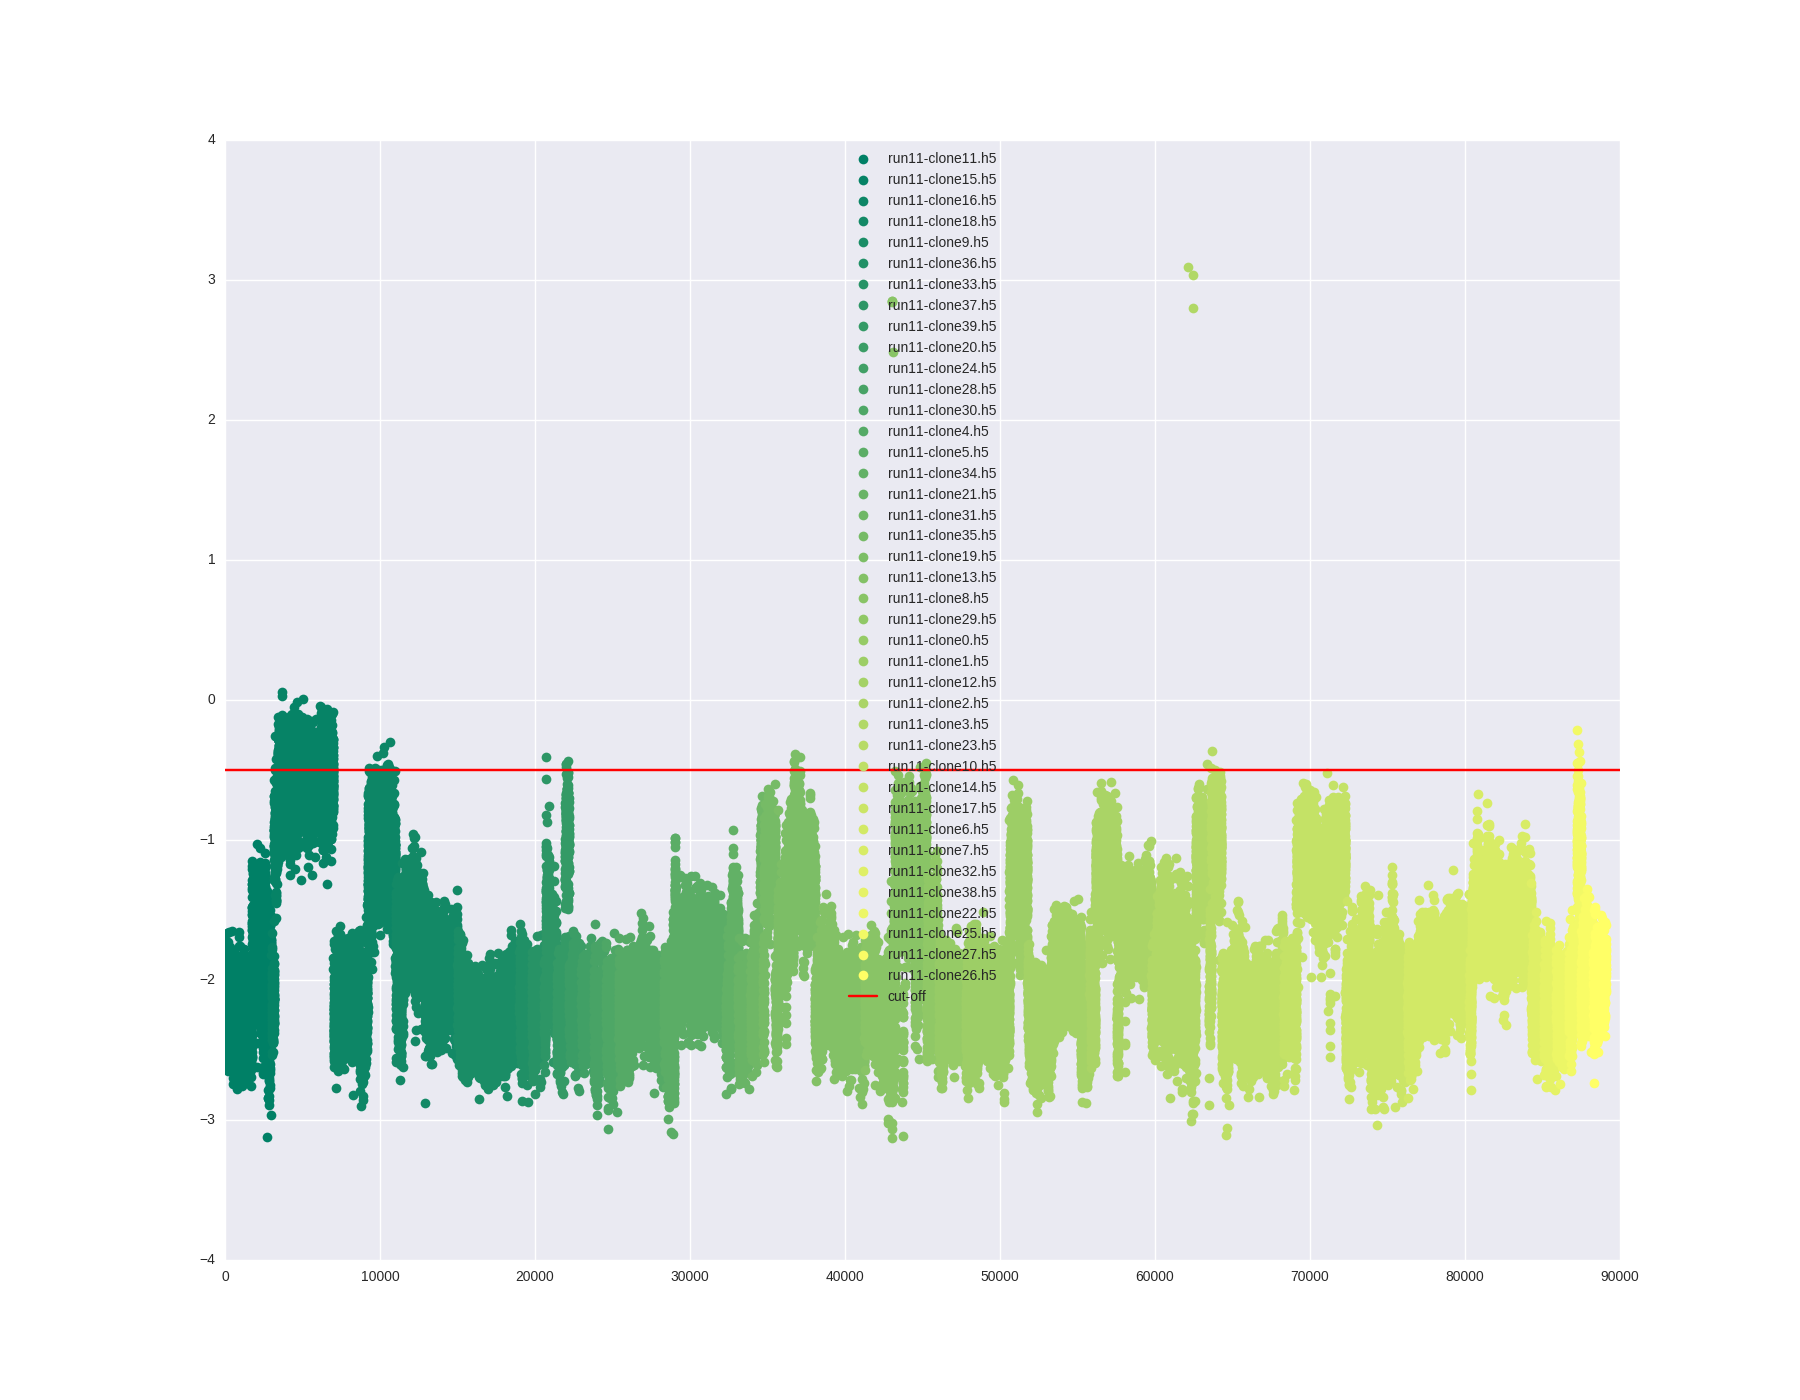 4
3
2
1
0
−1
−2
−3
−4
run11-clone11.h5
run11-clone15.h5
run11-clone16.h5
run11-clone18.h5
run11-clone9.h5
run11-clone36.h5
run11-clone33.h5
run11-clone37.h5
run11-clone39.h5
run11-clone20.h5
run11-clone24.h5
run11-clone28.h5
run11-clone30.h5
run11-clone4.h5
run11-clone5.h5
run11-clone34.h5
run11-clone21.h5
run11-clone31.h5
run11-clone35.h5
run11-clone19.h5
run11-clone13.h5
run11-clone8.h5
run11-clone29.h5
run11-clone0.h5
run11-clone1.h5
run11-clone12.h5
run11-clone2.h5
run11-clone3.h5
run11-clone23.h5
run11-clone10.h5
run11-clone14.h5
run11-clone17.h5
run11-clone6.h5
run11-clone7.h5
run11-clone32.h5
run11-clone38.h5
run11-clone22.h5
run11-clone25.h5
run11-clone27.h5
run11-clone26.h5
cut-off
0 10000 20000 30000 40000 50000 60000 70000 80000 90000